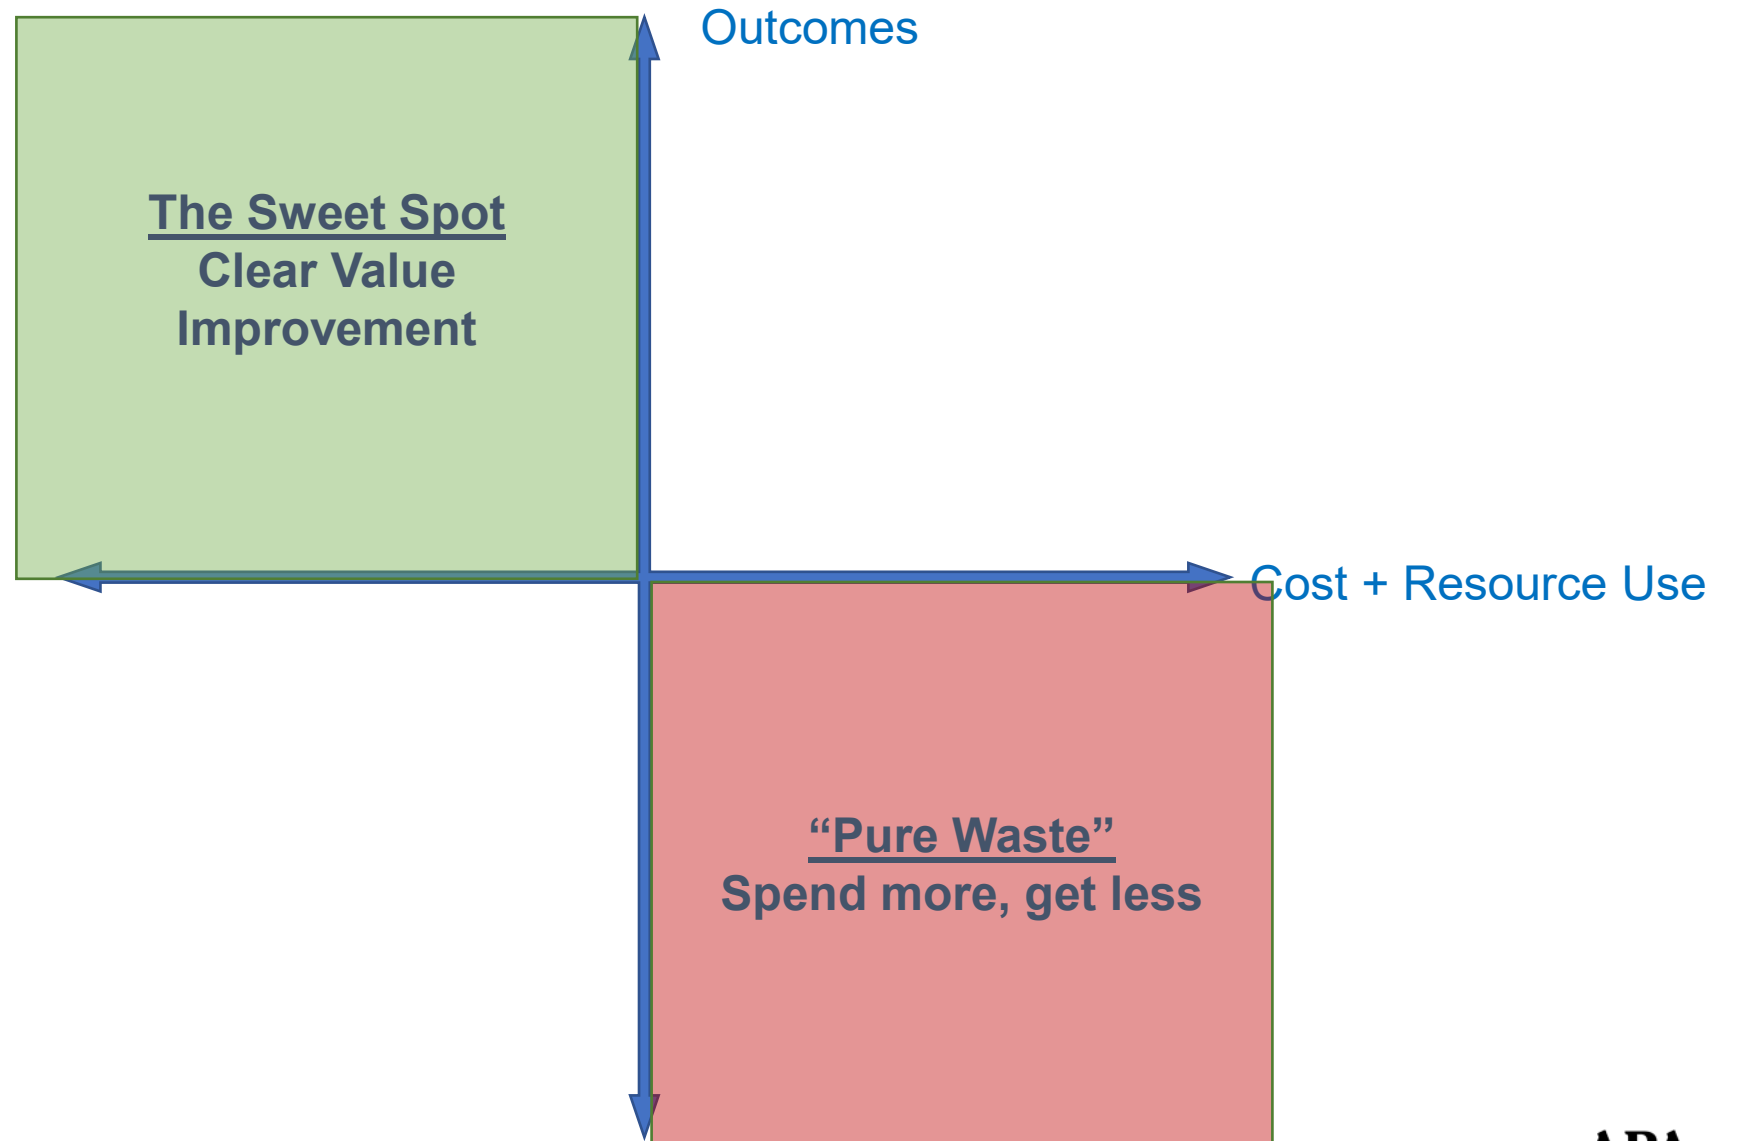 Outcomes
The Sweet Spot
Clear Value
Improvement
Cost + Resource Use
“Pure Waste”
Spend more, get less